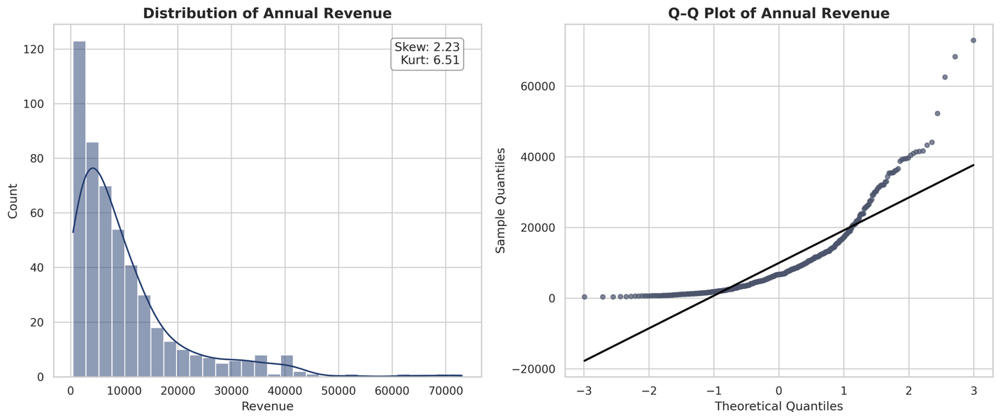 Distribution of Annual Revenue
Skew: 2.23
Kurt: 6.51
120
100
80
60
40
20
0
Count
0 10000 20000 30000 40000 50000 60000 70000
Revenue
Q–Q Plot of Annual Revenue
60000
40000
20000
0
−20000
Sample Quantiles
−3 −2 −1 0 1 2 3
Theoretical Quantiles